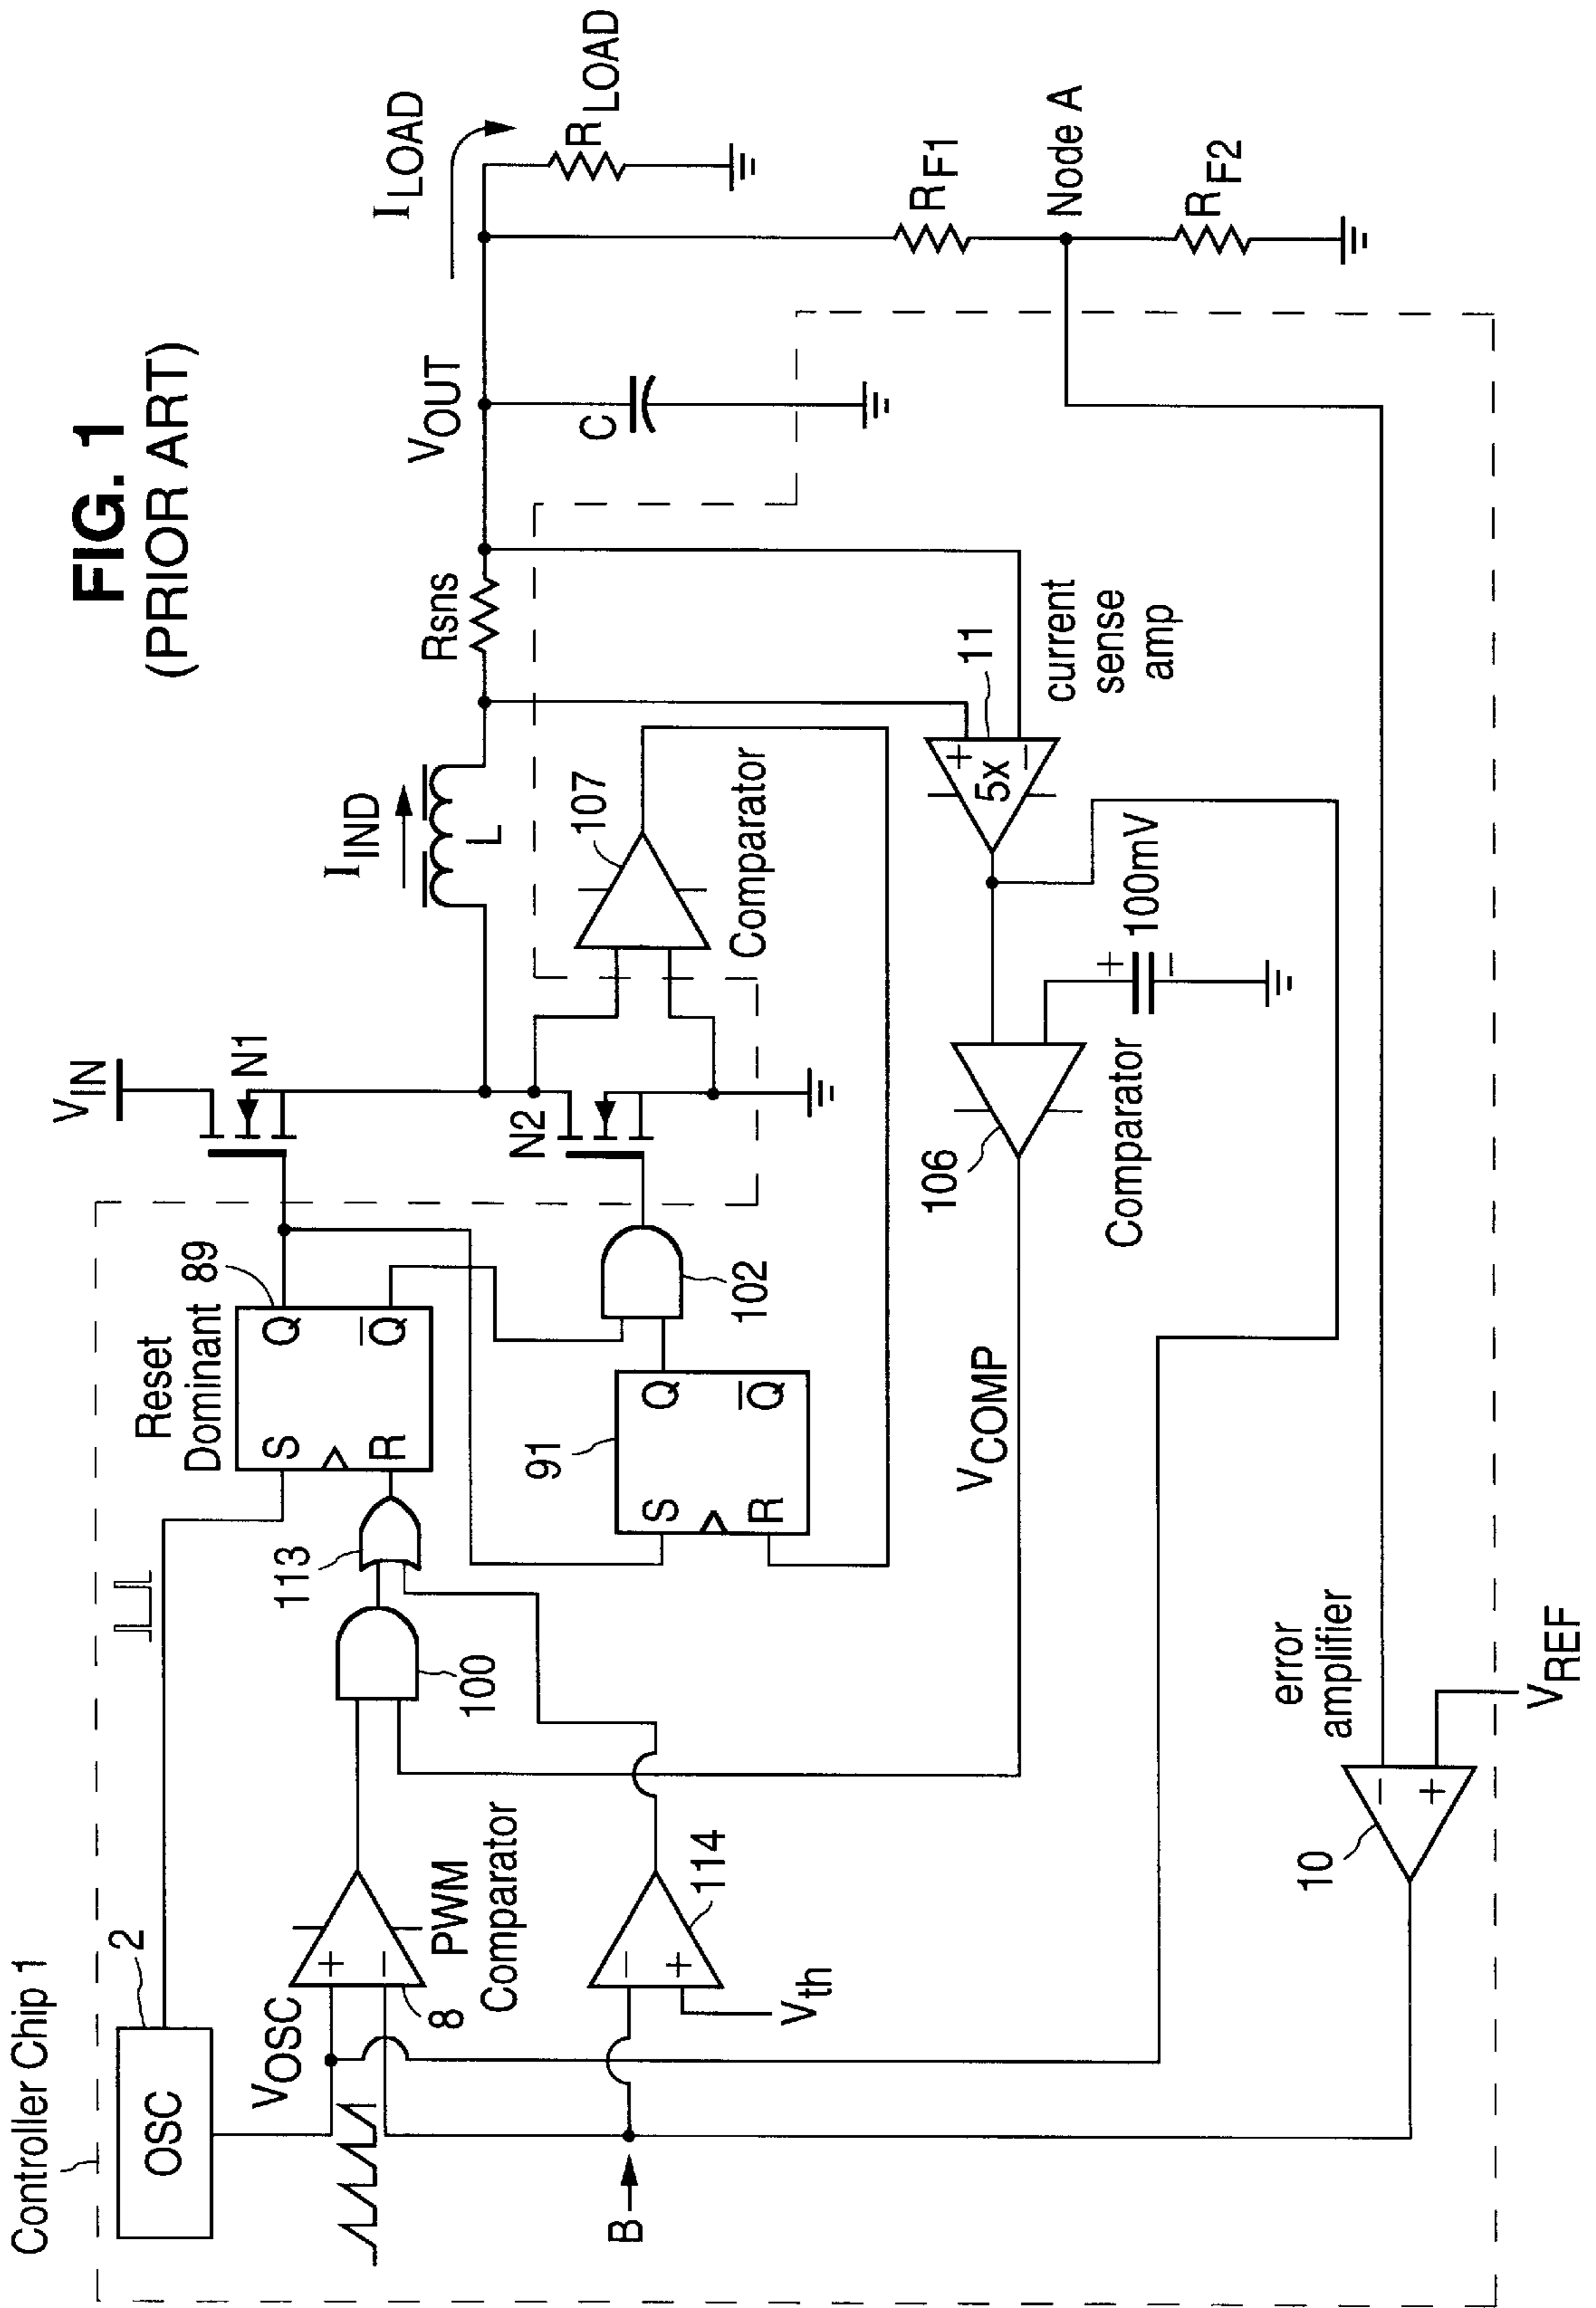 FIG. 1
(PRIOR ART)
Controller Chip 1
OSC
2
VOSC
+
−
8
PWM
Comparator
100
113
Reset
Dominant
89
S
R
Q
Q̅
VIN
N1
N2
102
91
S
R
Q
Q̅
IIND
L
Rsns
VOUT
C
ILOAD
RLOAD
107
Comparator
B
−
+
114
Vth
VCOMP
106
Comparator
100mV
+
−
+
5x
−
11
current
sense
amp
RF1
Node A
RF2
10
−
+
error
amplifier
VREF